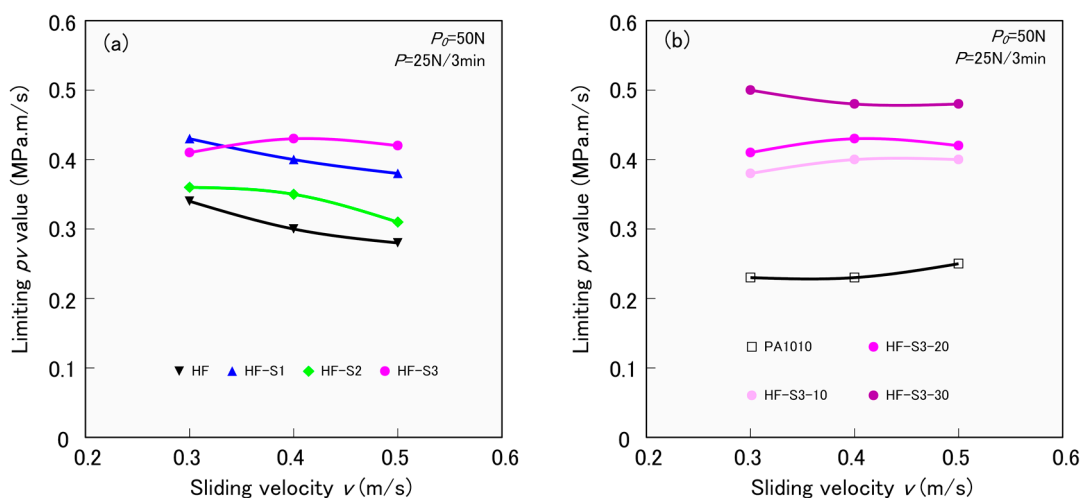 (a)
P₀=50N
P=25N/3min
Limiting pv value (MPa.m/s)
0.6
0.5
0.4
0.3
0.2
0.1
0
HF
HF-S1
HF-S2
HF-S3
0.2
0.3
0.4
0.5
0.6
Sliding velocity v (m/s)
(b)
P₀=50N
P=25N/3min
Limiting pv value (MPa.m/s)
0.6
0.5
0.4
0.3
0.2
0.1
0
PA1010
HF-S3-20
HF-S3-10
HF-S3-30
0.2
0.3
0.4
0.5
0.6
Sliding velocity v (m/s)